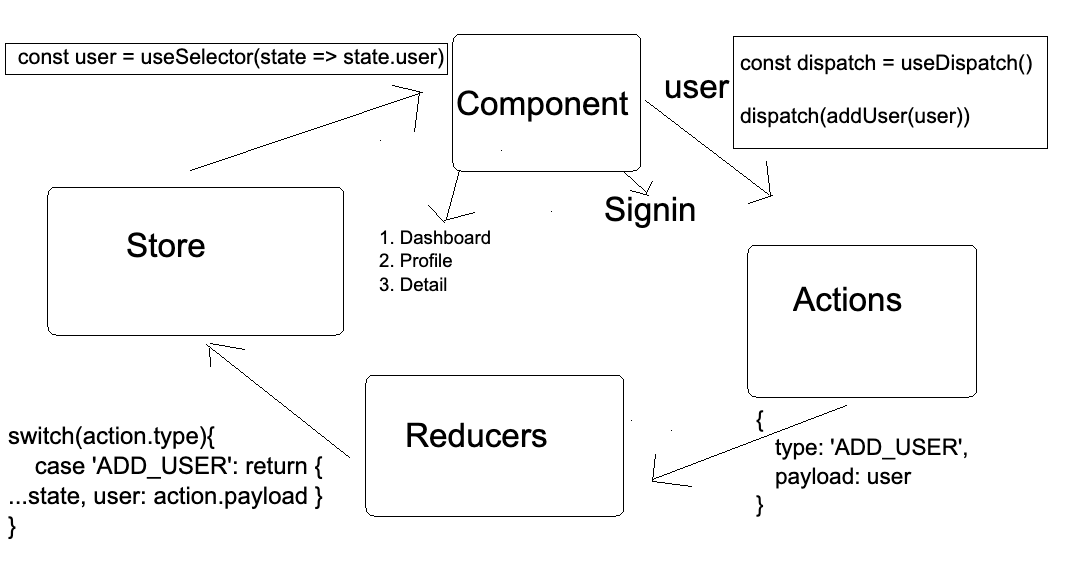 const user = useSelector(state => state.user)
Component
user
const dispatch = useDispatch()
dispatch(addUser(user))
Signin
Store
1. Dashboard
2. Profile
3. Detail
Actions
{
type: 'ADD_USER',
payload: user
}
Reducers
switch(action.type){
case 'ADD_USER': return {
...state, user: action.payload }
}